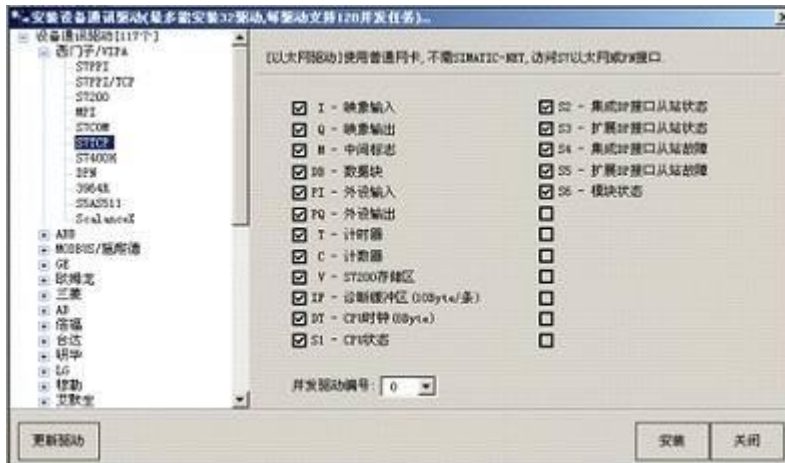 安装设备通讯驱动(最多能安装32驱动,每驱动支持120并发任务)...
设备通讯驱动[117个]
西门子/VIPA
S7PPI
S7PPI/TCP
S7200
MPI
S7COM
S7TCP
S7400H
3964R
S5AS511
ScalanceX
ABB
MODBUS/施耐德
GE
欧姆龙
三菱
AB
倍福
台达
研华
LG
穆勒
艾默生
[以太网驱动]使用普通网卡,不需SIMATIC-NET,访问S7以太网或PN接口.
I - 映象输入
Q - 映象输出
M - 中间标志
DB - 数据块
PI - 外设输入
PQ - 外设输出
T - 计时器
C - 计数器
V - S7200存储区
IP - 诊断缓冲区(10Byte/条)
DT - CPU时钟(8Byte)
S1 - CPU状态
S2 - 集成DP接口从站状态
S3 - 扩展DP接口从站状态
S4 - 集成DP接口从站故障
S5 - 扩展DP接口从站故障
S6 - 模块状态
并发驱动编号: 0
更新驱动
安装
关闭